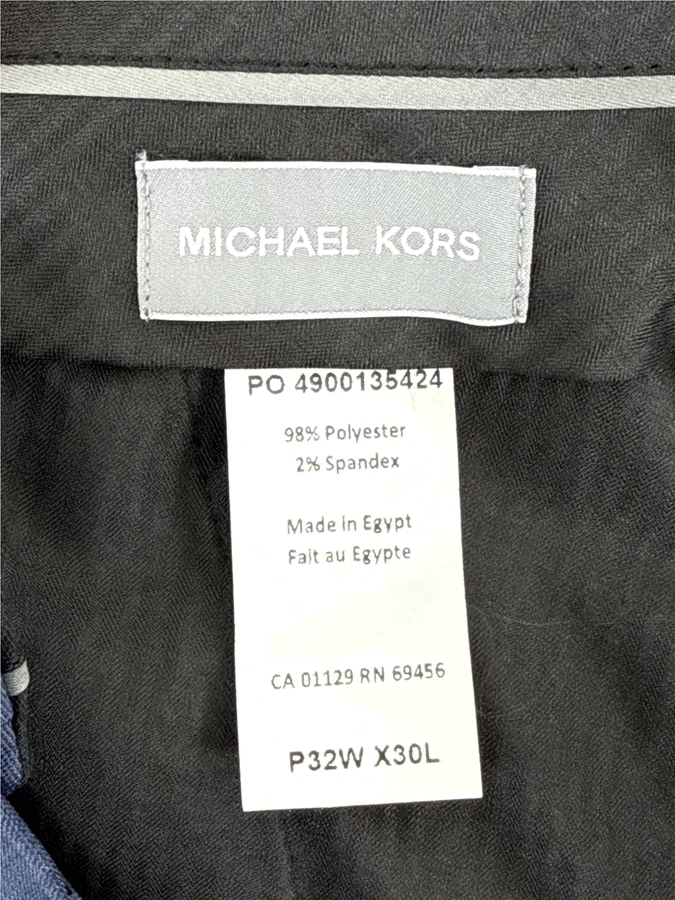 MICHAEL KORS
PO 4900135424
98% Polyester
2% Spandex
Made in Egypt
Fait au Egypte
CA 01129 RN 69456
P32W X30L